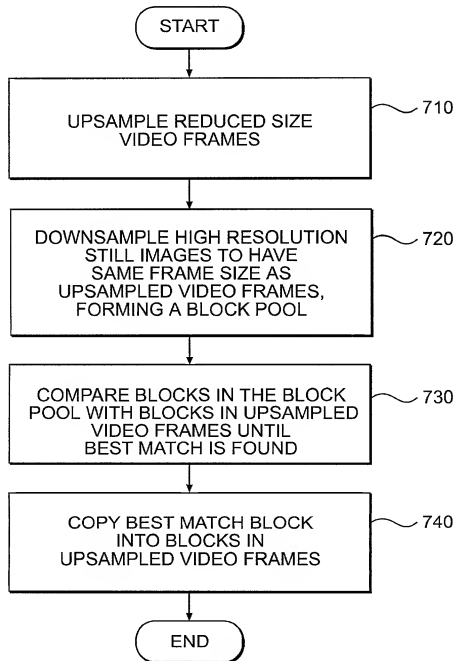 START
UPSAMPLE REDUCED SIZE
VIDEO FRAMES
710
DOWNSAMPLE HIGH RESOLUTION
STILL IMAGES TO HAVE
SAME FRAME SIZE AS
UPSAMPLED VIDEO FRAMES,
FORMING A BLOCK POOL
720
COMPARE BLOCKS IN THE BLOCK
POOL WITH BLOCKS IN UPSAMPLED
VIDEO FRAMES UNTIL
BEST MATCH IS FOUND
730
COPY BEST MATCH BLOCK
INTO BLOCKS IN
UPSAMPLED VIDEO FRAMES
740
END